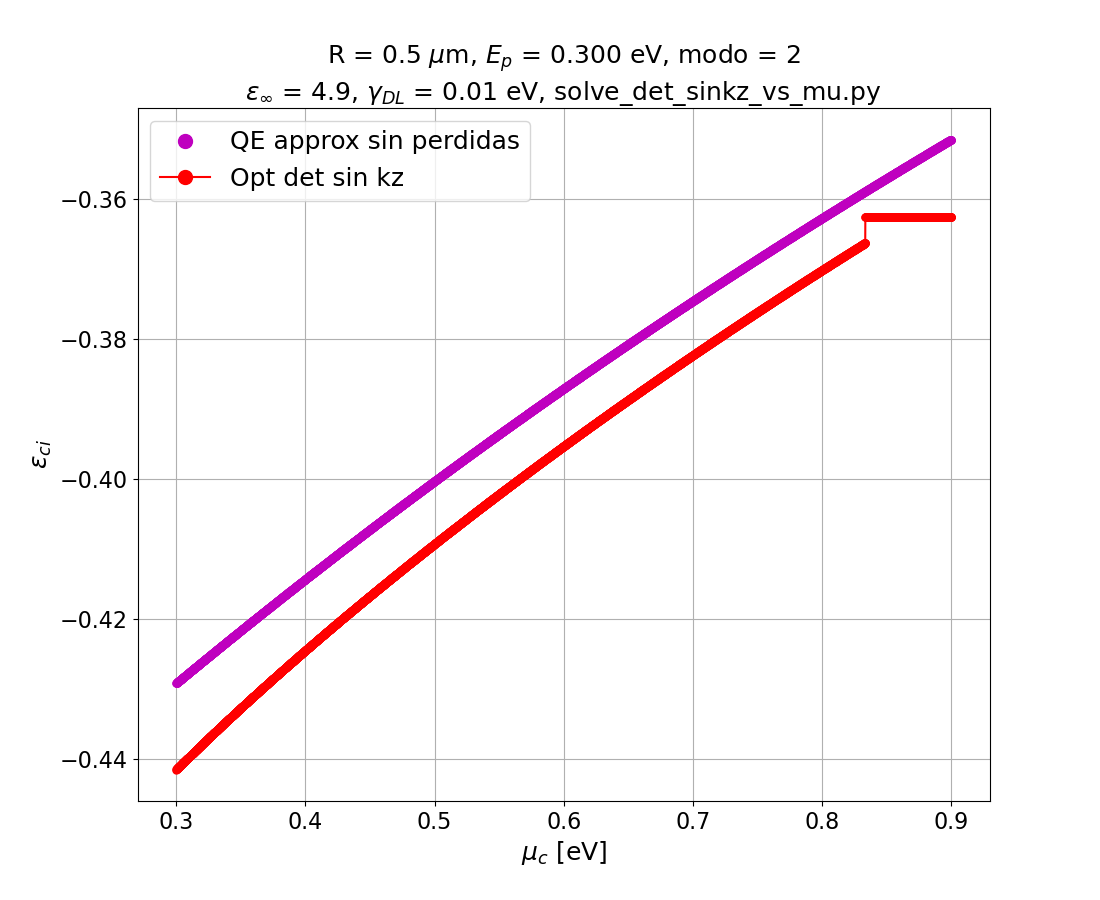 R = 0.5 μm, E_p = 0.300 eV, modo = 2
ε_∞ = 4.9, γ_DL = 0.01 eV, solve_det_sinkz_vs_mu.py
QE approx sin perdidas
Opt det sin kz
−0.36
−0.38
−0.40
−0.42
−0.44
ε_ci
0.3 0.4 0.5 0.6 0.7 0.8 0.9
μ_c [eV]